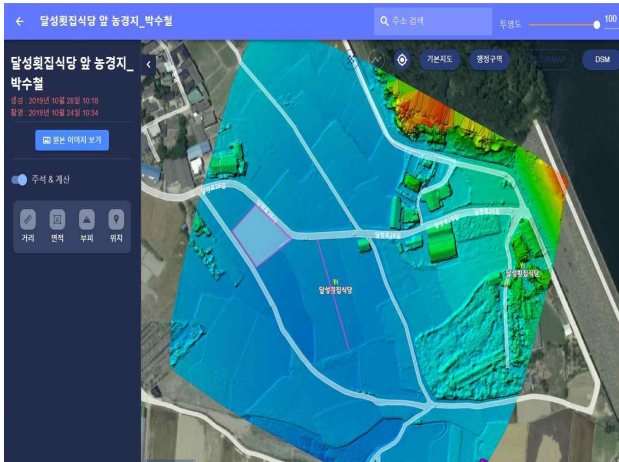 달성횟집식당 앞 농경지_박수철
주소 검색
투명도
100
달성횟집식당 앞 농경지_
박수철
생성 : 2019년 10월 28일 10:18
촬영 : 2019년 10월 24일 10:34
원본 이미지 보기
주석 & 계산
거리
면적
부피
위치
기본지도
행정구역
DSM
달성횟집식당
달성횟집식당